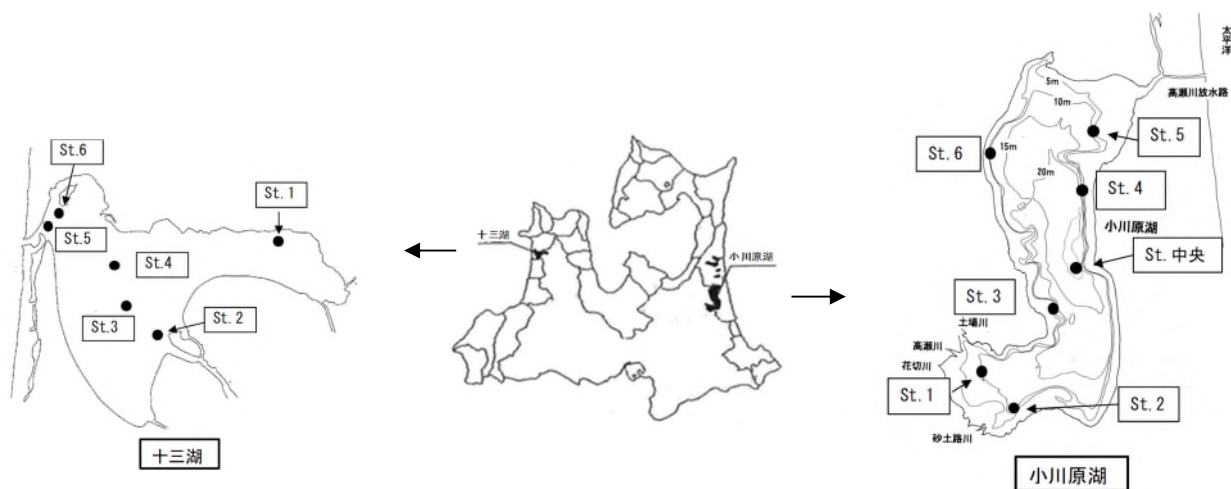 St.6
St.1
St.5
St.4
St.3
St.2
十三湖
十三湖
小川原湖
太平洋
5m
10m
高瀬川放水路
15m
St.5
St.6
20m
St.4
小川原湖
St.中央
St.3
土場川
高瀬川
花切川
St.1
St.2
砂土路川
小川原湖